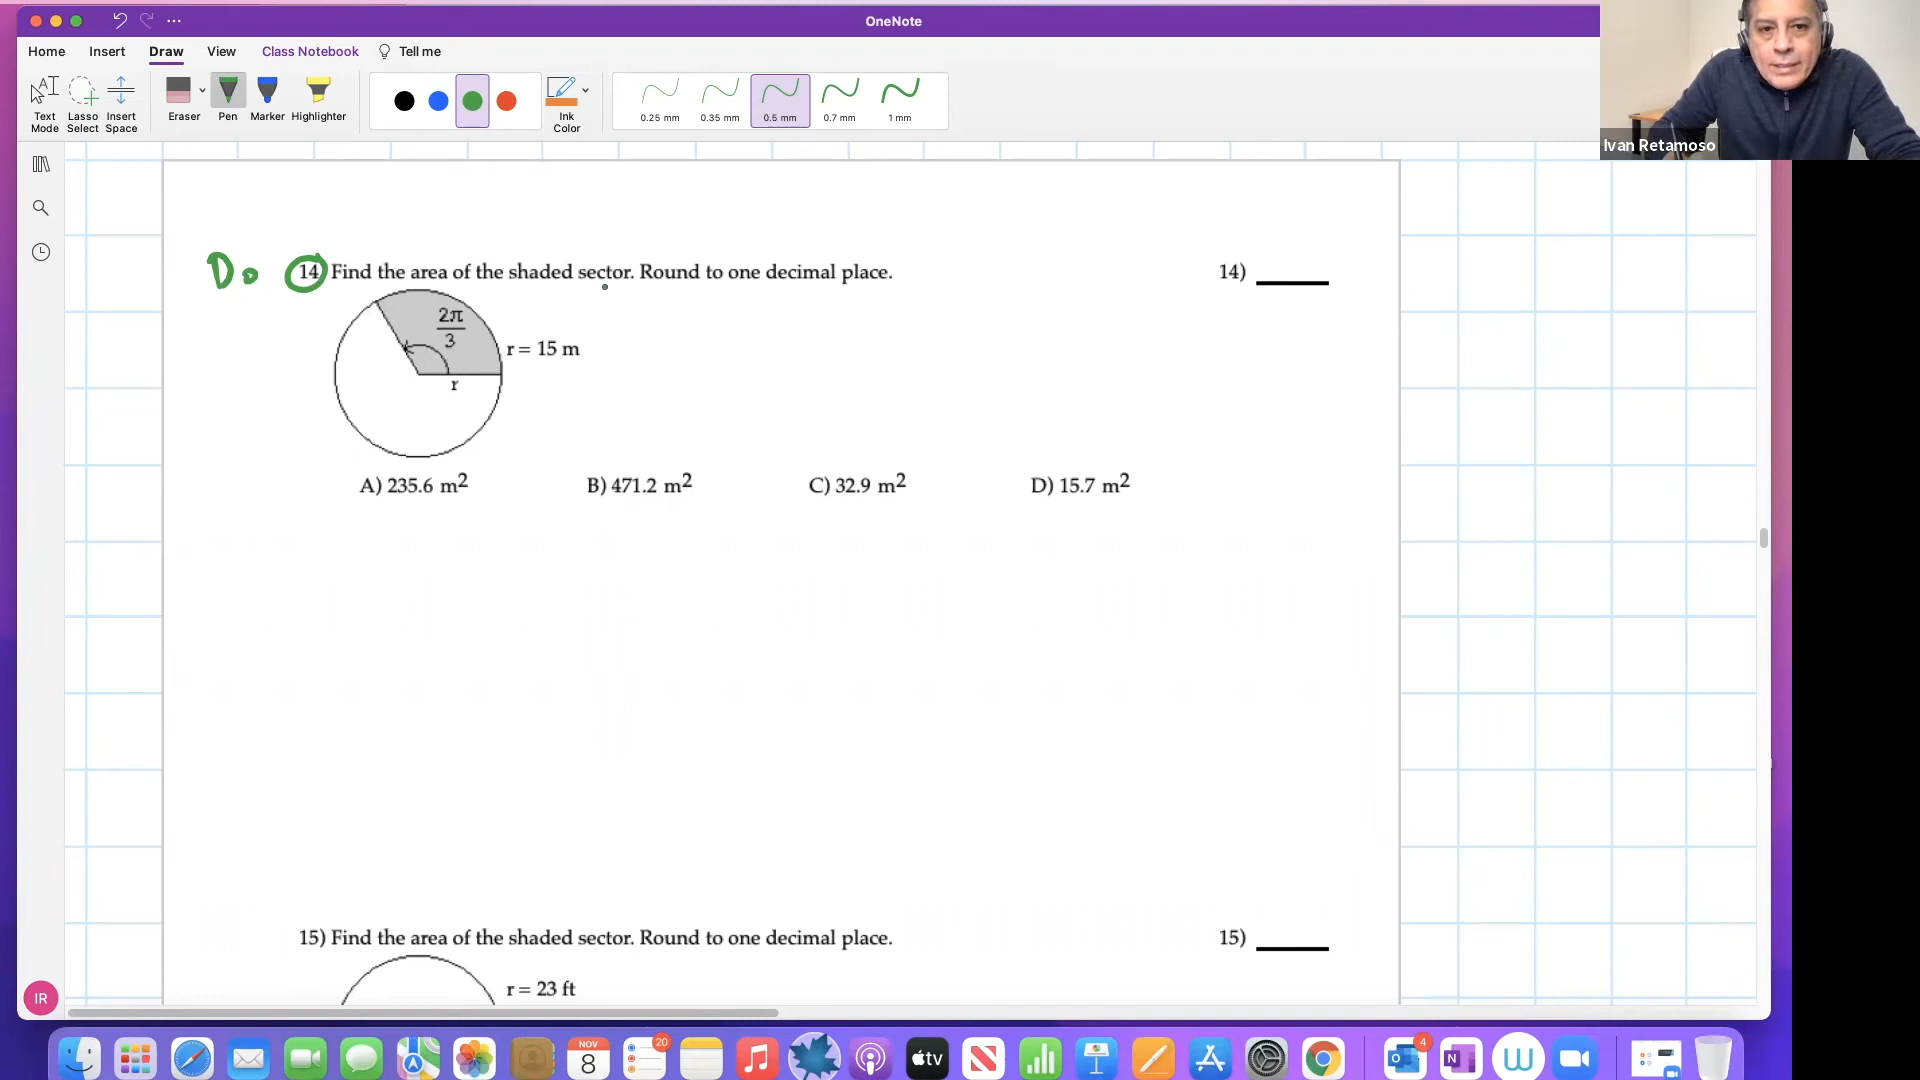 OneNote
Home Insert Draw View Class Notebook Tell me
Text Mode Lasso Select Insert Space Eraser Pen Marker Highlighter Ink Color 0.25 mm 0.35 mm 0.5 mm 0.7 mm 1 mm
Ivan Retamoso
Do 14) Find the area of the shaded sector. Round to one decimal place. 14)
2π
3
r = 15 m
r
A) 235.6 m² B) 471.2 m² C) 32.9 m² D) 15.7 m²
15) Find the area of the shaded sector. Round to one decimal place. 15)
r = 23 ft
IR
NOV
8
20
tv
4